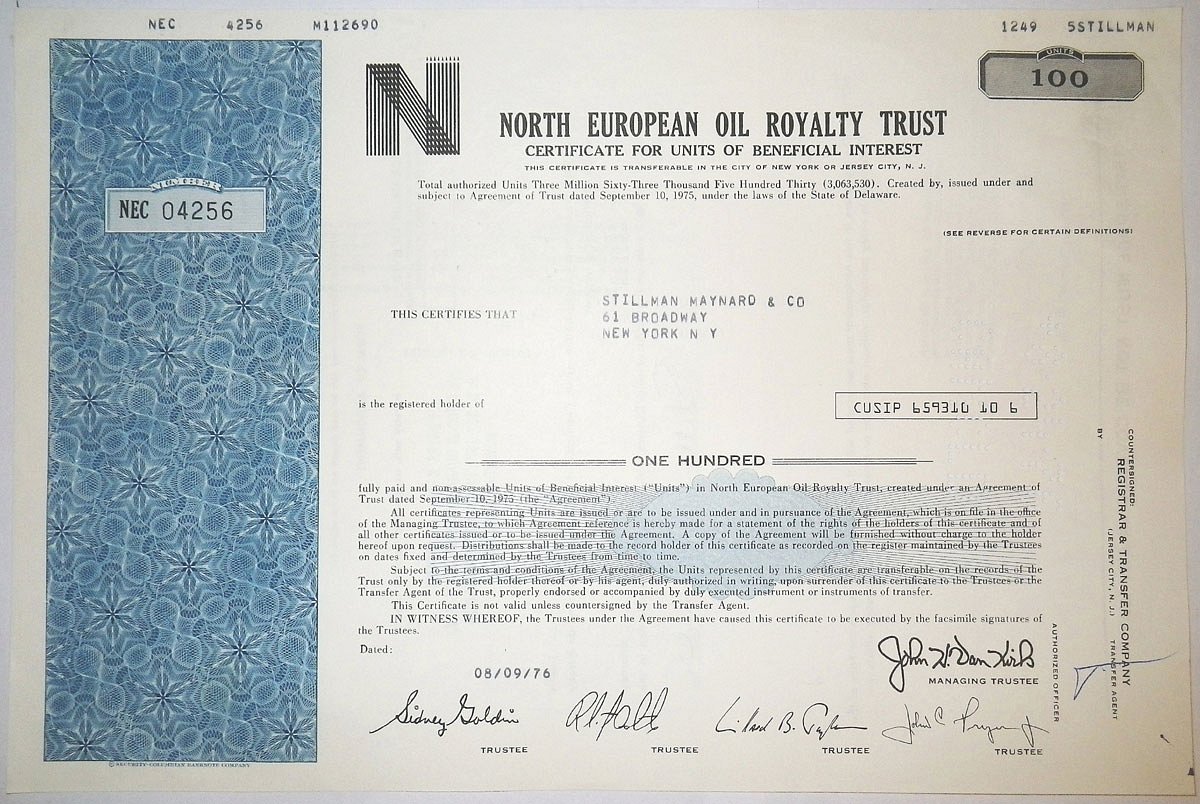 NEC 4256 M112690 1249 5STILLMAN
UNITS
100
N
NORTH EUROPEAN OIL ROYALTY TRUST
CERTIFICATE FOR UNITS OF BENEFICIAL INTEREST
THIS CERTIFICATE IS TRANSFERABLE IN THE CITY OF NEW YORK OR JERSEY CITY, N. J.
Total authorized Units Three Million Sixty-Three Thousand Five Hundred Thirty (3,063,530). Created by, issued under and
subject to Agreement of Trust dated September 10, 1975, under the laws of the State of Delaware.
NUMBER
NEC 04256
(SEE REVERSE FOR CERTAIN DEFINITIONS)
THIS CERTIFIES THAT
STILLMAN MAYNARD & CO
61 BROADWAY
NEW YORK N Y
is the registered holder of
CUSIP 659310 10 6
ONE HUNDRED
fully paid and non-assessable Units of Beneficial Interest ("Units") in North European Oil Royalty Trust, created under an Agreement of
Trust dated September 10, 1975 (the "Agreement").
All certificates representing Units are issued or are to be issued under and in pursuance of the Agreement, which is on file in the office
of the Managing Trustee, to which Agreement reference is hereby made for a statement of the rights of the holders of this certificate and of
all other certificates issued or to be issued under the Agreement. A copy of the Agreement will be furnished without charge to the holder
hereof upon request. Distributions shall be made to the record holder of this certificate as recorded on the register maintained by the Trustees
on dates fixed and determined by the Trustees from time to time.
Subject to the terms and conditions of the Agreement, the Units represented by this certificate are transferable on the records of the
Trust only by the registered holder thereof or by his agent, duly authorized in writing, upon surrender of this certificate to the Trustees or the
Transfer Agent of the Trust, properly endorsed or accompanied by duly executed instrument or instruments of transfer.
This Certificate is not valid unless countersigned by the Transfer Agent.
IN WITNESS WHEREOF, the Trustees under the Agreement have caused this certificate to be executed by the facsimile signatures of
the Trustees.
Dated:
08/09/76
John H. Van Kirk
MANAGING TRUSTEE
Sidney Goldin
TRUSTEE
TRUSTEE
TRUSTEE
John C
TRUSTEE
COUNTERSIGNED:
REGISTRAR & TRANSFER COMPANY
(JERSEY CITY, N. J.) TRANSFER AGENT
BY
AUTHORIZED OFFICER
© SECURITY-COLUMBIAN BANKNOTE COMPANY